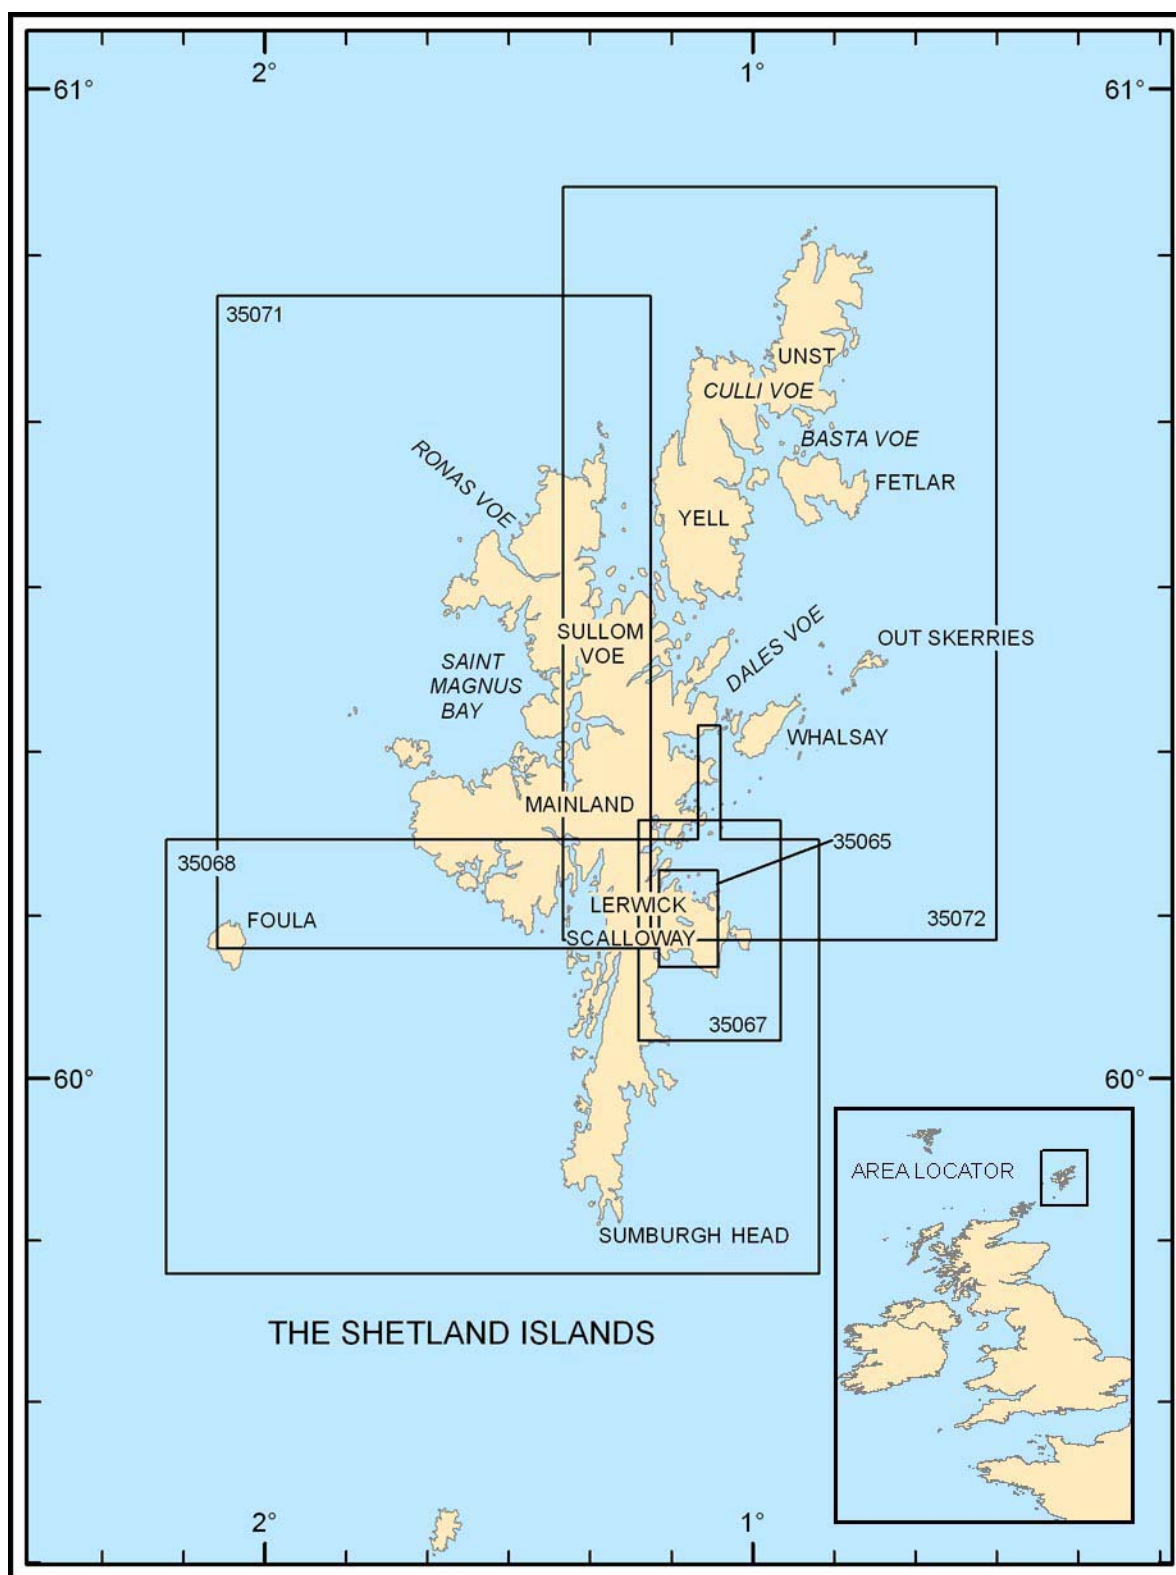 2°
1°
61°
61°
35071
UNST
CULLI VOE
BASTA VOE
RONAS VOE
FETLAR
YELL
SULLOM
VOE
DALES VOE
OUT SKERRIES
SAINT
MAGNUS
BAY
WHALSAY
MAINLAND
35065
35068
LERWICK
FOULA
35072
SCALLOWAY
35067
60°
60°
AREA LOCATOR
SUMBURGH HEAD
THE SHETLAND ISLANDS
2°
1°